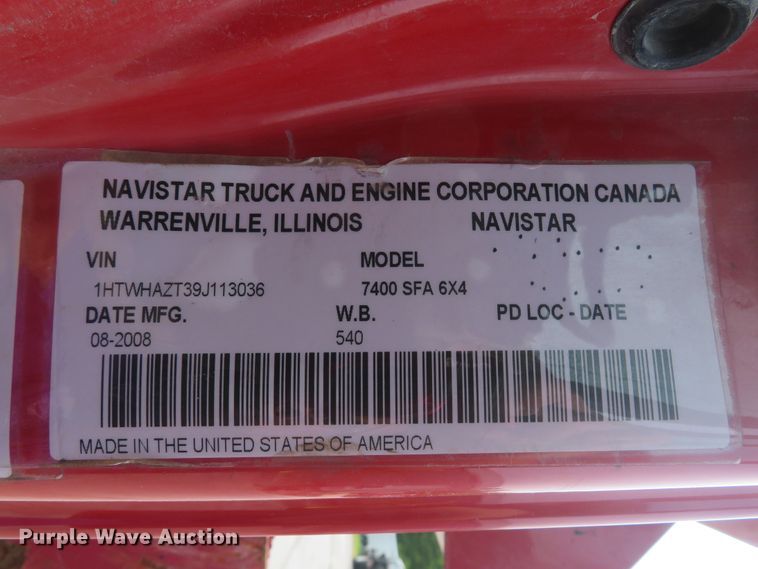 NAVISTAR TRUCK AND ENGINE CORPORATION CANADA
WARRENVILLE, ILLINOIS NAVISTAR
VIN MODEL
1HTWHAZT39J113036 7400 SFA 6X4
DATE MFG. W.B. PD LOC - DATE
08-2008 540
MADE IN THE UNITED STATES OF AMERICA
Purple Wave Auction